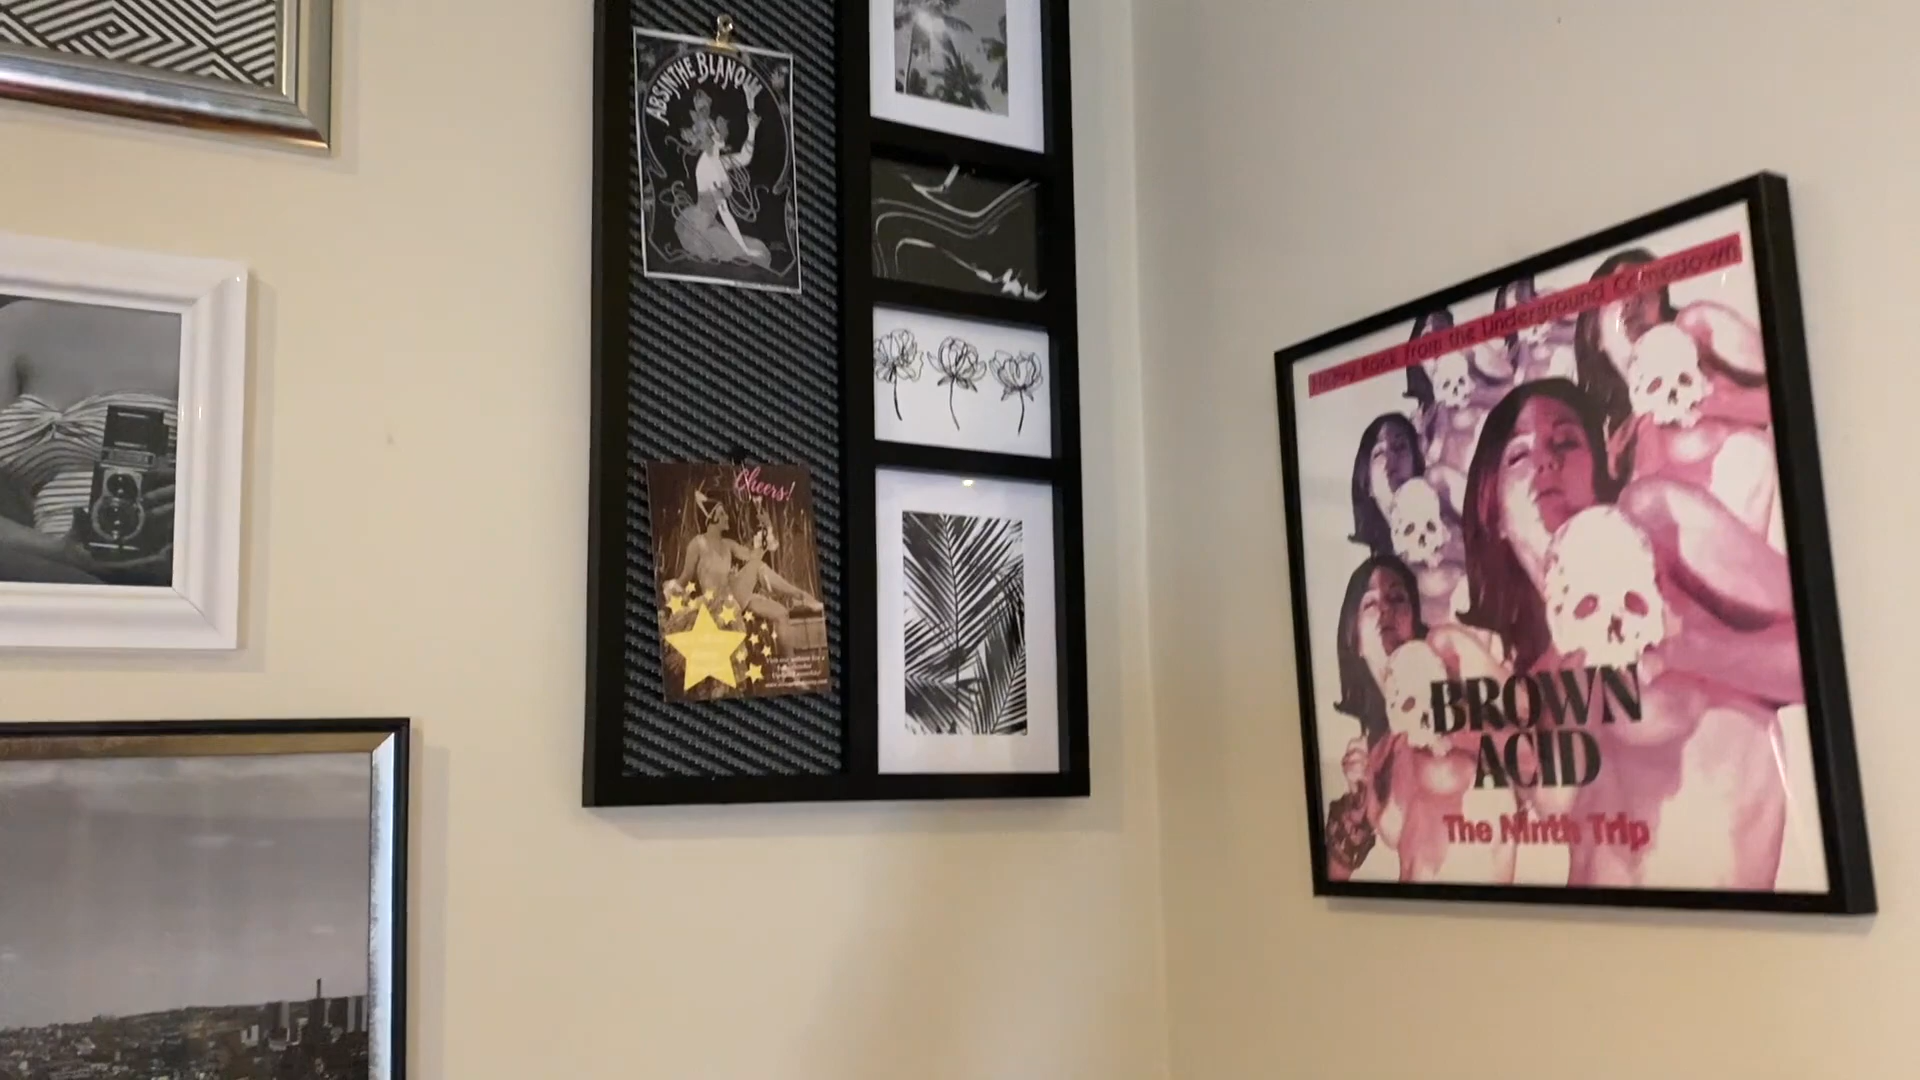 ABSINTHE BLANQUI
Cheers!
Heavy Rock from the Underground Comedown
BROWN
ACID
The Ninth Trip